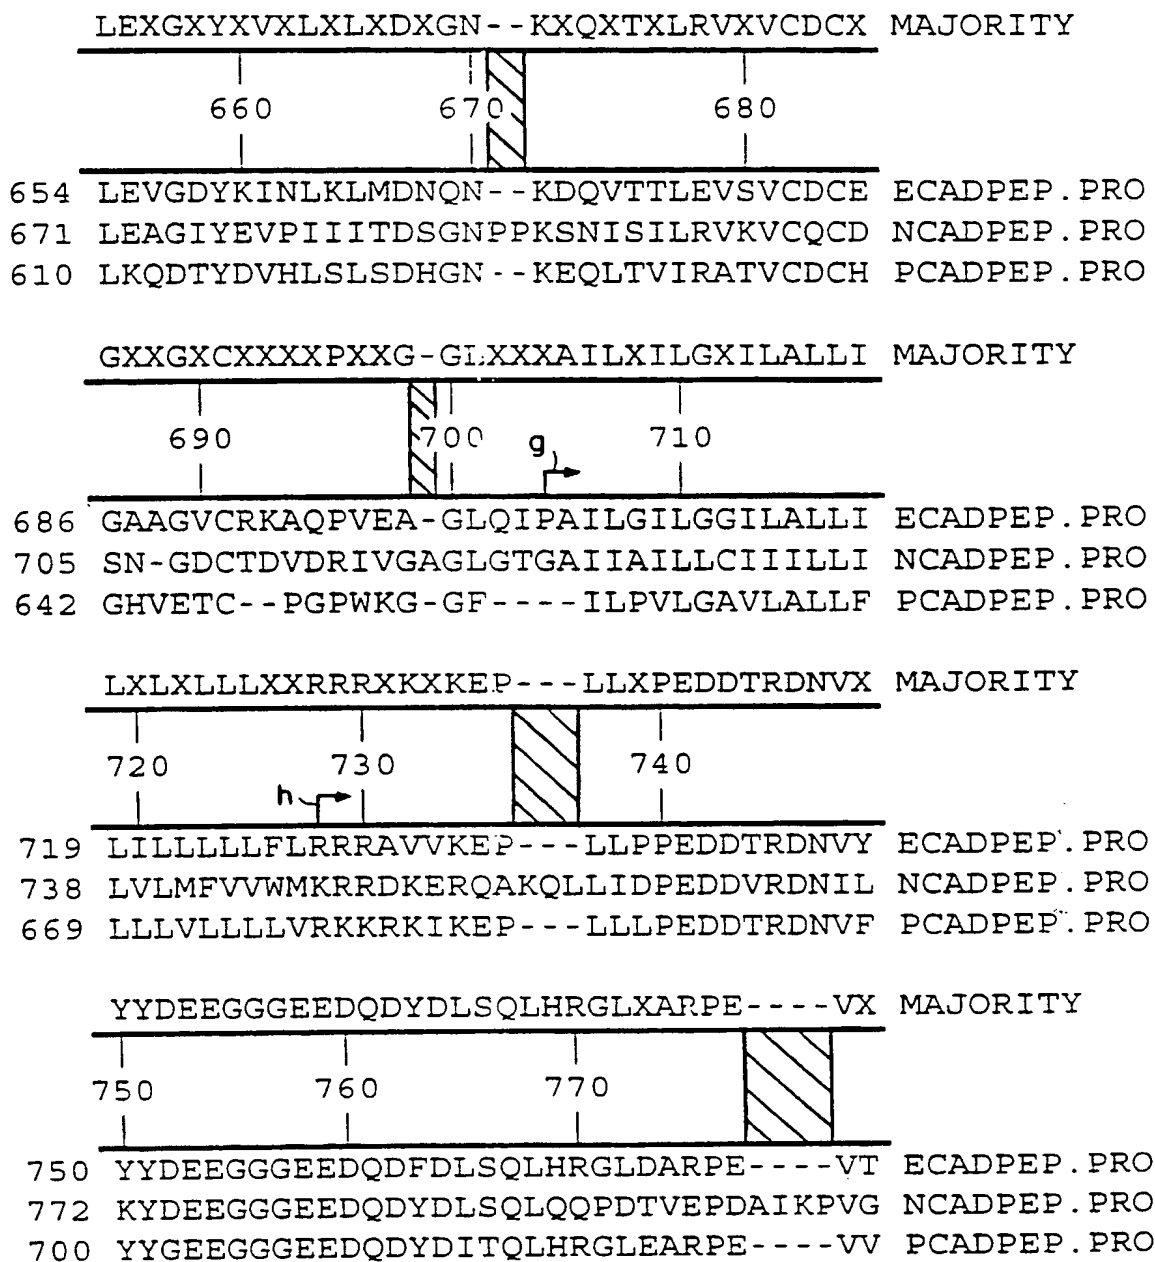 LEXGXYXVXLXLXDXGN--KXQXTXLRVXVCDCX MAJORITY
660 670 680
654 LEVGDYKINLKLMDNQN--KDQVTTLEVSVCDCE ECADPEP.PRO
671 LEAGIYEVPIIITDSGNPPKSNISILRVKVCQCD NCADPEP.PRO
610 LKQDTYDVHLSLSDHGN--KEQLTVIRATVCDCH PCADPEP.PRO
GXXGXCXXXXPXXG-GLXXXAILXILGXILALLI MAJORITY
690 700 g 710
686 GAAGVCRKAQPVEA-GLQIPAILGILGGILALLI ECADPEP.PRO
705 SN-GDCTDVDRIVGAGLGTGAIIAILLCIIILLI NCADPEP.PRO
642 GHVETC--PGPWKG-GF----ILPVLGAVLALLF PCADPEP.PRO
LXLXLLLXXRRRXKXKEP---LLXPEDDTRDNVX MAJORITY
720 h 730 740
719 LILLLLLFLRRRAVVKEP---LLPPEDDTRDNVY ECADPEP.PRO
738 LVLMFVVWMKRRDKERQAKQLLIDPEDDVRDNIL NCADPEP.PRO
669 LLLVLLLLVRKKRKIKEP---LLLPEDDTRDNVF PCADPEP.PRO
YYDEEGGGEEDQDYDLSQLHRGLXARPE----VX MAJORITY
750 760 770
750 YYDEEGGGEEDQDFDLSQLHRGLDARPE----VT ECADPEP.PRO
772 KYDEEGGGEEDQDYDLSQLQQPDTVEPDAIKPVG NCADPEP.PRO
700 YYGEEGGGEEDQDYDITQLHRGLEARPE----VV PCADPEP.PRO